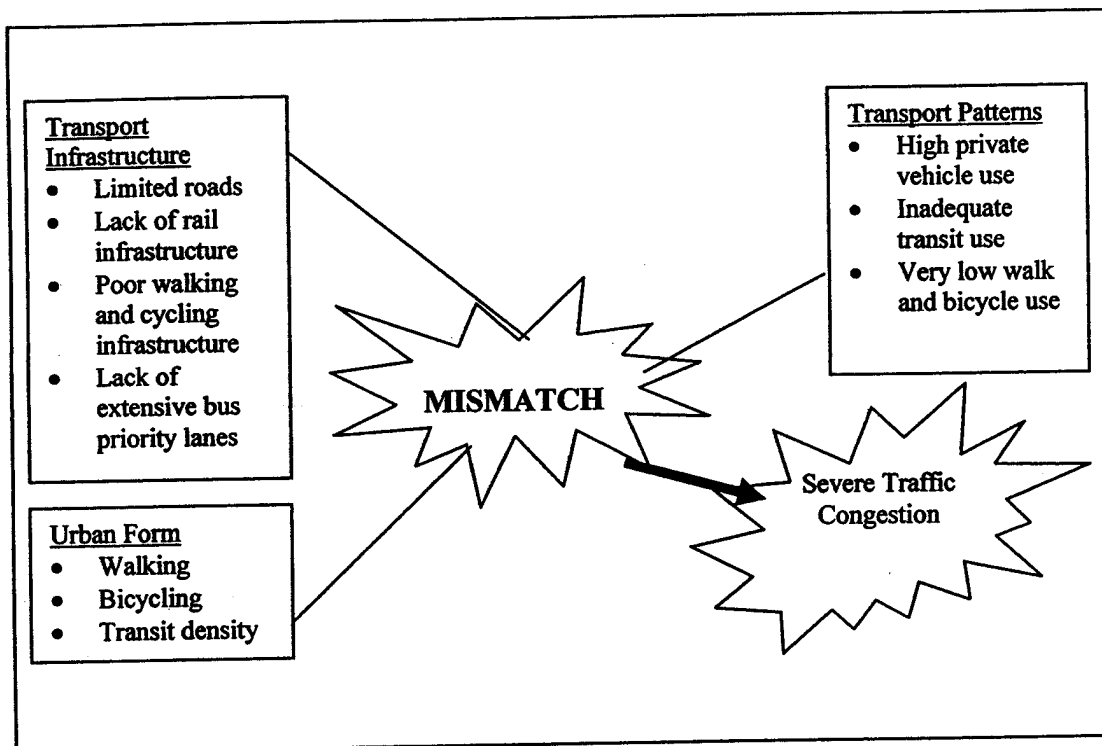 Transport
Infrastructure
• Limited roads
• Lack of rail
infrastructure
• Poor walking
and cycling
infrastructure
• Lack of
extensive bus
priority lanes
Urban Form
• Walking
• Bicycling
• Transit density
MISMATCH
Transport Patterns
• High private
vehicle use
• Inadequate
transit use
• Very low walk
and bicycle use
Severe Traffic
Congestion